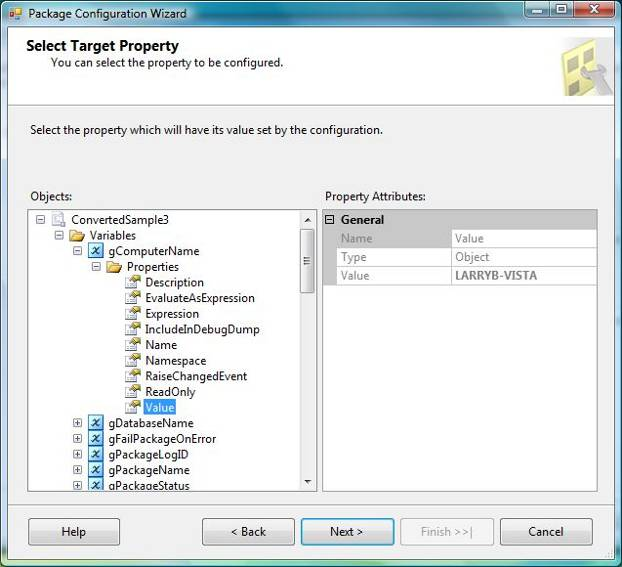 Package Configuration Wizard
Select Target Property
You can select the property to be configured.
Select the property which will have its value set by the configuration.
Objects:
ConvertedSample3
Variables
gComputerName
Properties
Description
EvaluateAsExpression
Expression
IncludeInDebugDump
Name
Namespace
RaiseChangedEvent
ReadOnly
Value
gDatabaseName
gFailPackageOnError
gPackageLogID
gPackageName
gPackageStatus
Property Attributes:
General
Name Value
Type Object
Value LARRYB-VISTA
Help
< Back
Next >
Finish >>|
Cancel